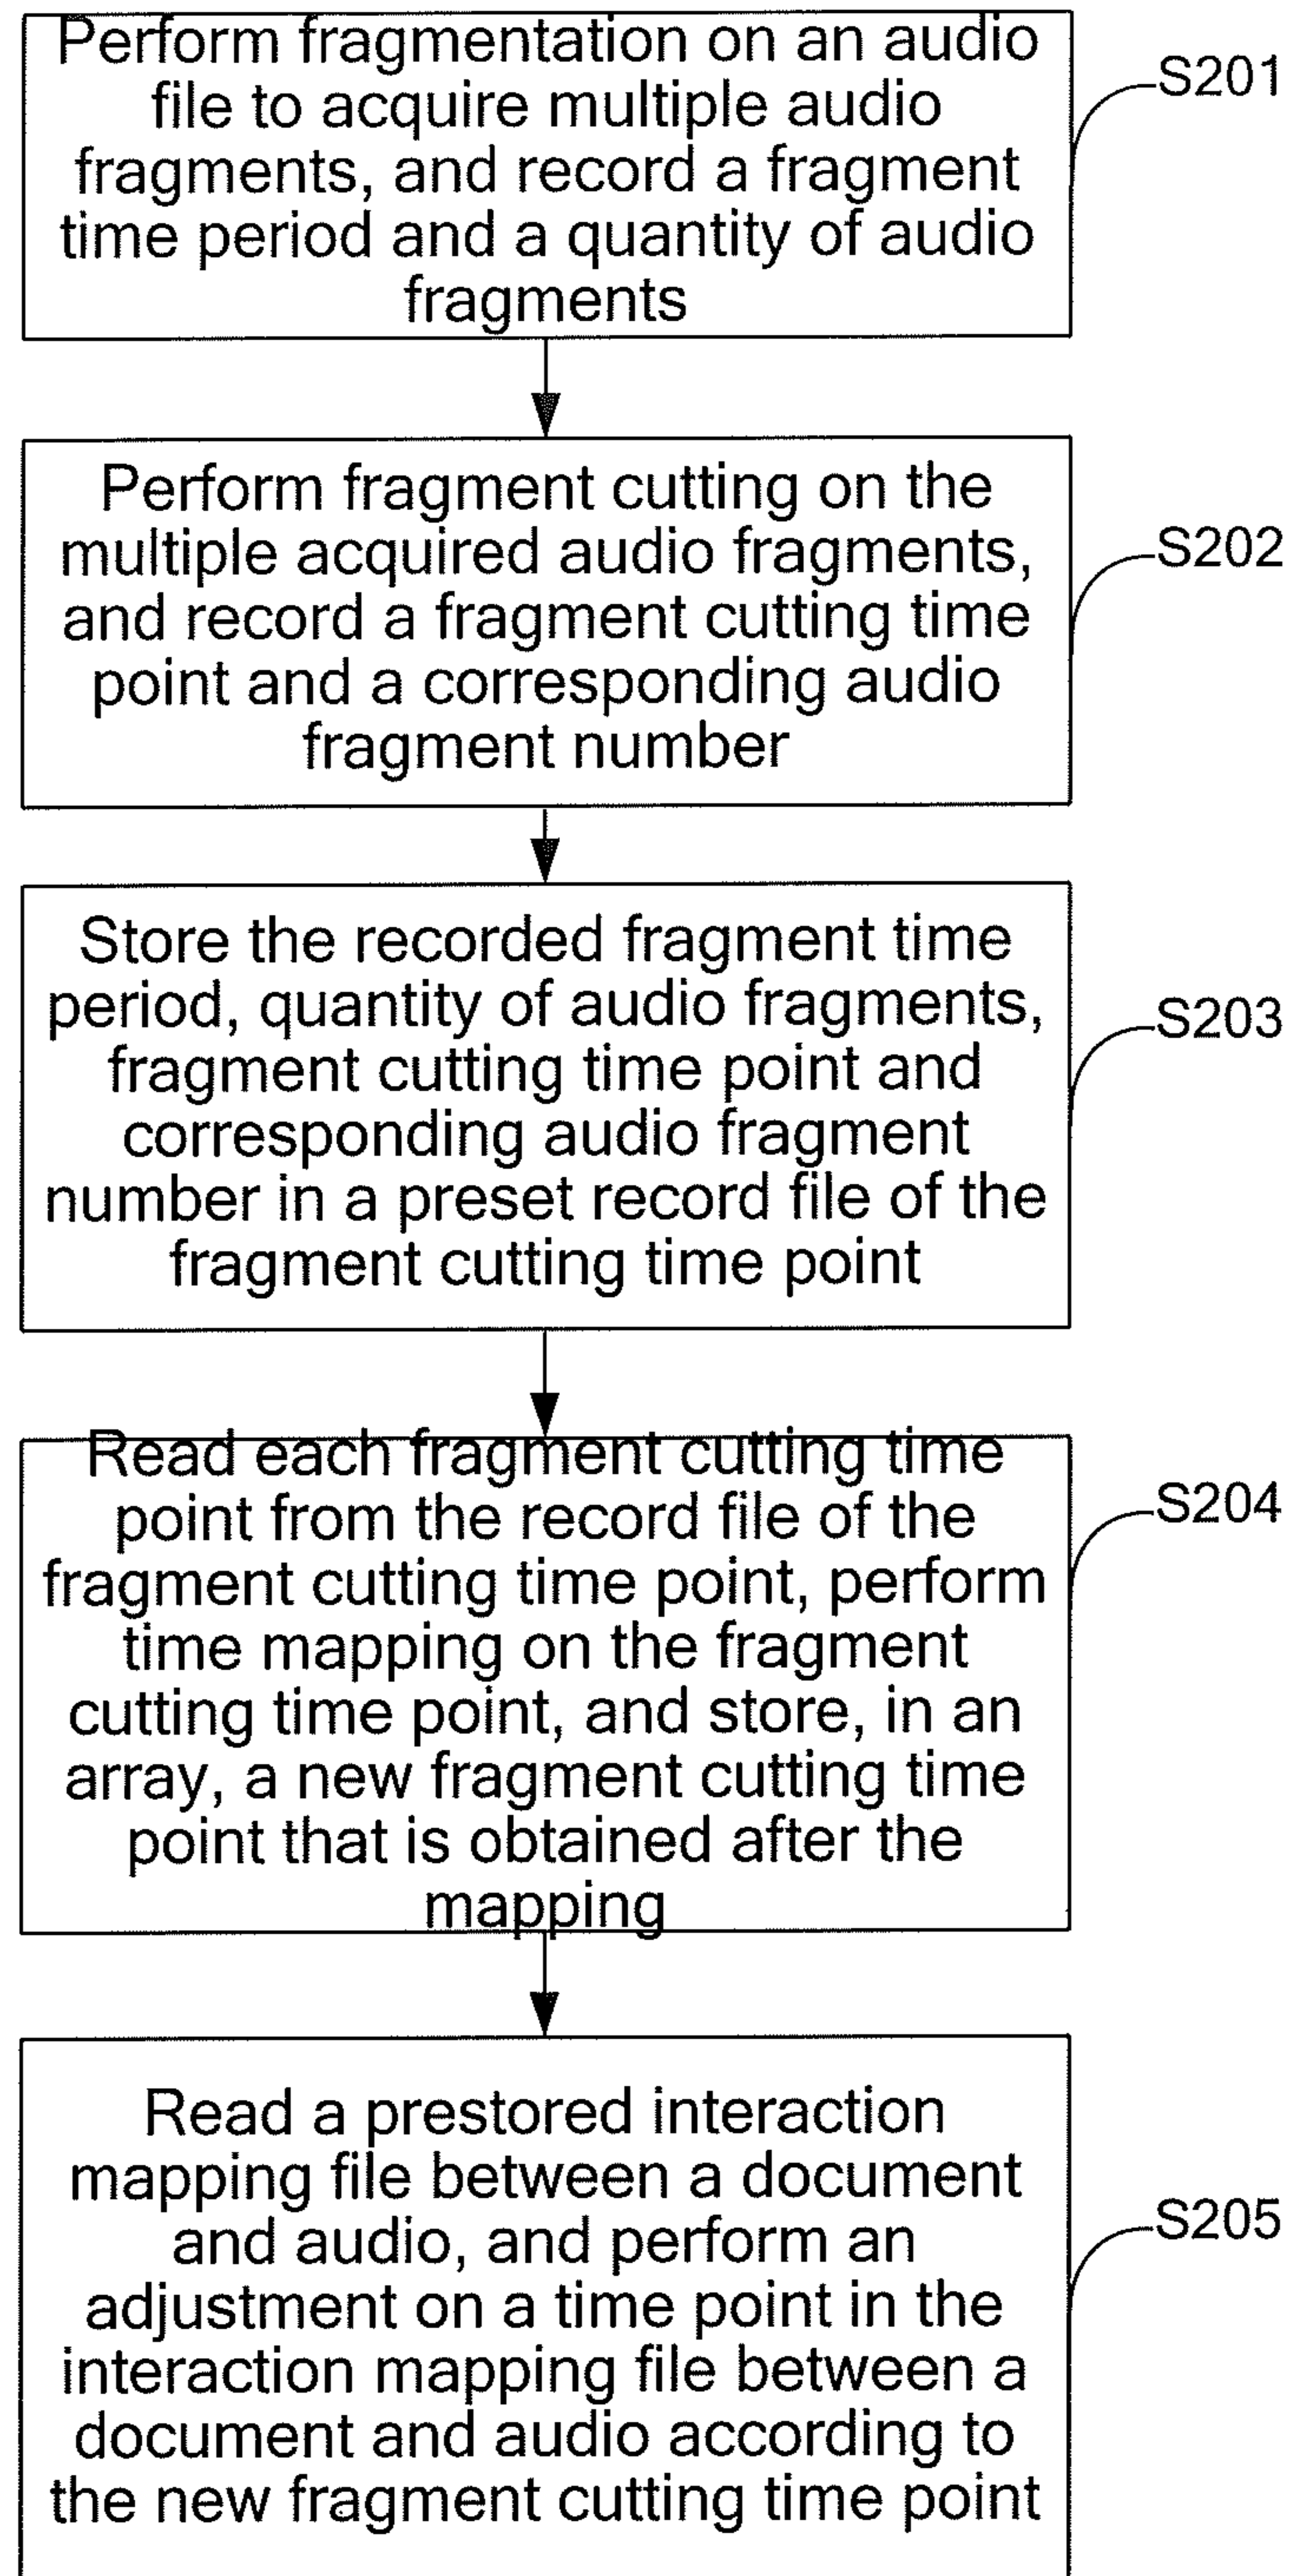 Perform fragmentation on an audio
file to acquire multiple audio
fragments, and record a fragment
time period and a quantity of audio
fragments
S201
Perform fragment cutting on the
multiple acquired audio fragments,
and record a fragment cutting time
point and a corresponding audio
fragment number
S202
Store the recorded fragment time
period, quantity of audio fragments,
fragment cutting time point and
corresponding audio fragment
number in a preset record file of the
fragment cutting time point
S203
Read each fragment cutting time
point from the record file of the
fragment cutting time point, perform
time mapping on the fragment
cutting time point, and store, in an
array, a new fragment cutting time
point that is obtained after the
mapping
S204
Read a prestored interaction
mapping file between a document
and audio, and perform an
adjustment on a time point in the
interaction mapping file between a
document and audio according to
the new fragment cutting time point
S205